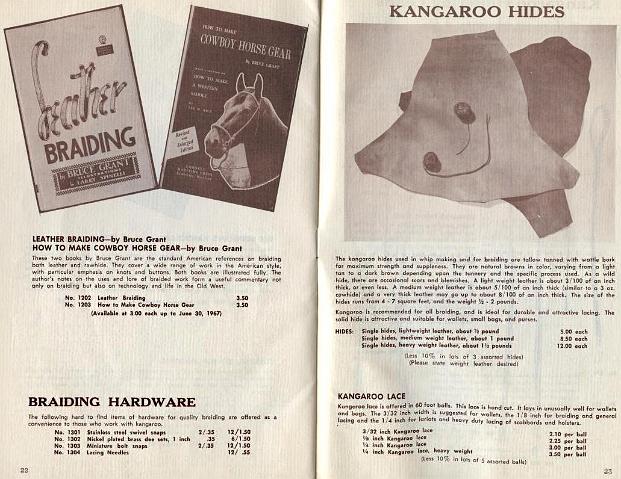 Leather
BRAIDING
by BRUCE GRANT
LARRY SPINELLI
HOW TO MAKE
COWBOY HORSE GEAR
by BRUCE GRANT
HOW TO MAKE
A WESTERN
SADDLE
Revised
and
Enlarged
Edition
LEATHER BRAIDING—by Bruce Grant
HOW TO MAKE COWBOY HORSE GEAR—by Bruce Grant
These two books by Bruce Grant are the standard American references on braiding
both leather and rawhide. They cover a wide range of work in the American style,
with particular emphasis on knots and buttons. Both books are illustrated fully. The
author's notes on the uses and lore of braided work form a useful commentary not
only on braiding but also on technology and life in the Old West.
No. 1202 Leather Braiding 3.50
No. 1203 How to Make Cowboy Horse Gear 3.50
(Available at 3.00 each up to June 30, 1967)
BRAIDING HARDWARE
The following hard to find items of hardware for quality braiding are offered as a
convenience to those who work with kangaroo.
No. 1301 Stainless steel swivel snaps 2/.35 12/1.50
No. 1302 Nickel plated brass dee sets, 1 inch .35 6/1.50
No. 1303 Miniature bolt snaps 2/.35 12/1.50
No. 1304 Lacing Needles 12/ .55
22
KANGAROO HIDES
The kangaroo hides used in whip making and for braiding are tallow tanned with wattle bark
for maximum strength and suppleness. They are natural browns in color, varying from a light
tan to a dark brown depending upon the tannery and the specific process used. As a wild
hide, there are occasional scars and blemishes. A light weight leather is about 3/100 of an inch
thick, or even less. A medium weight leather is about 5/100 of an inch thick (similar to a 3 oz.
cowhide) and a very thick leather may go up to about 8/100 of an inch thick. The size of the
hides runs from 4 - 7 square feet, and the weight ½ - 2 pounds.
Kangaroo is recommended for all braiding, and is ideal for durable and attractive lacing. The
solid hide is attractive and suitable for wallets, small bags, and purses.
HIDES: Single hides, lightweight leather, about ½ pound 5.00 each
Single hides, medium weight leather, about 1 pound 8.50 each
Single hides, heavy weight leather, about 1½ pounds 12.00 each
(Less 10% in lots of 3 assorted hides)
(Please state weight leather desired)
KANGAROO LACE
Kangaroo lace is offered in 60 foot balls. This lace is hand cut. It lays in unusually well for wallets
and bags. The 3/32 inch width is suggested for wallets, the 1/8 inch for braiding and general
lacing and the 1/4 inch for lariats and heavy duty lacing of scabbards and holsters.
3/32 inch Kangaroo lace 2.10 per ball
⅛ inch Kangaroo lace 2.25 per ball
¼ inch Kangaroo lace 3.00 per ball
¼ inch Kangaroo lace, heavy weight 3.50 per ball
(Less 10% in lots of 5 assorted balls)
23